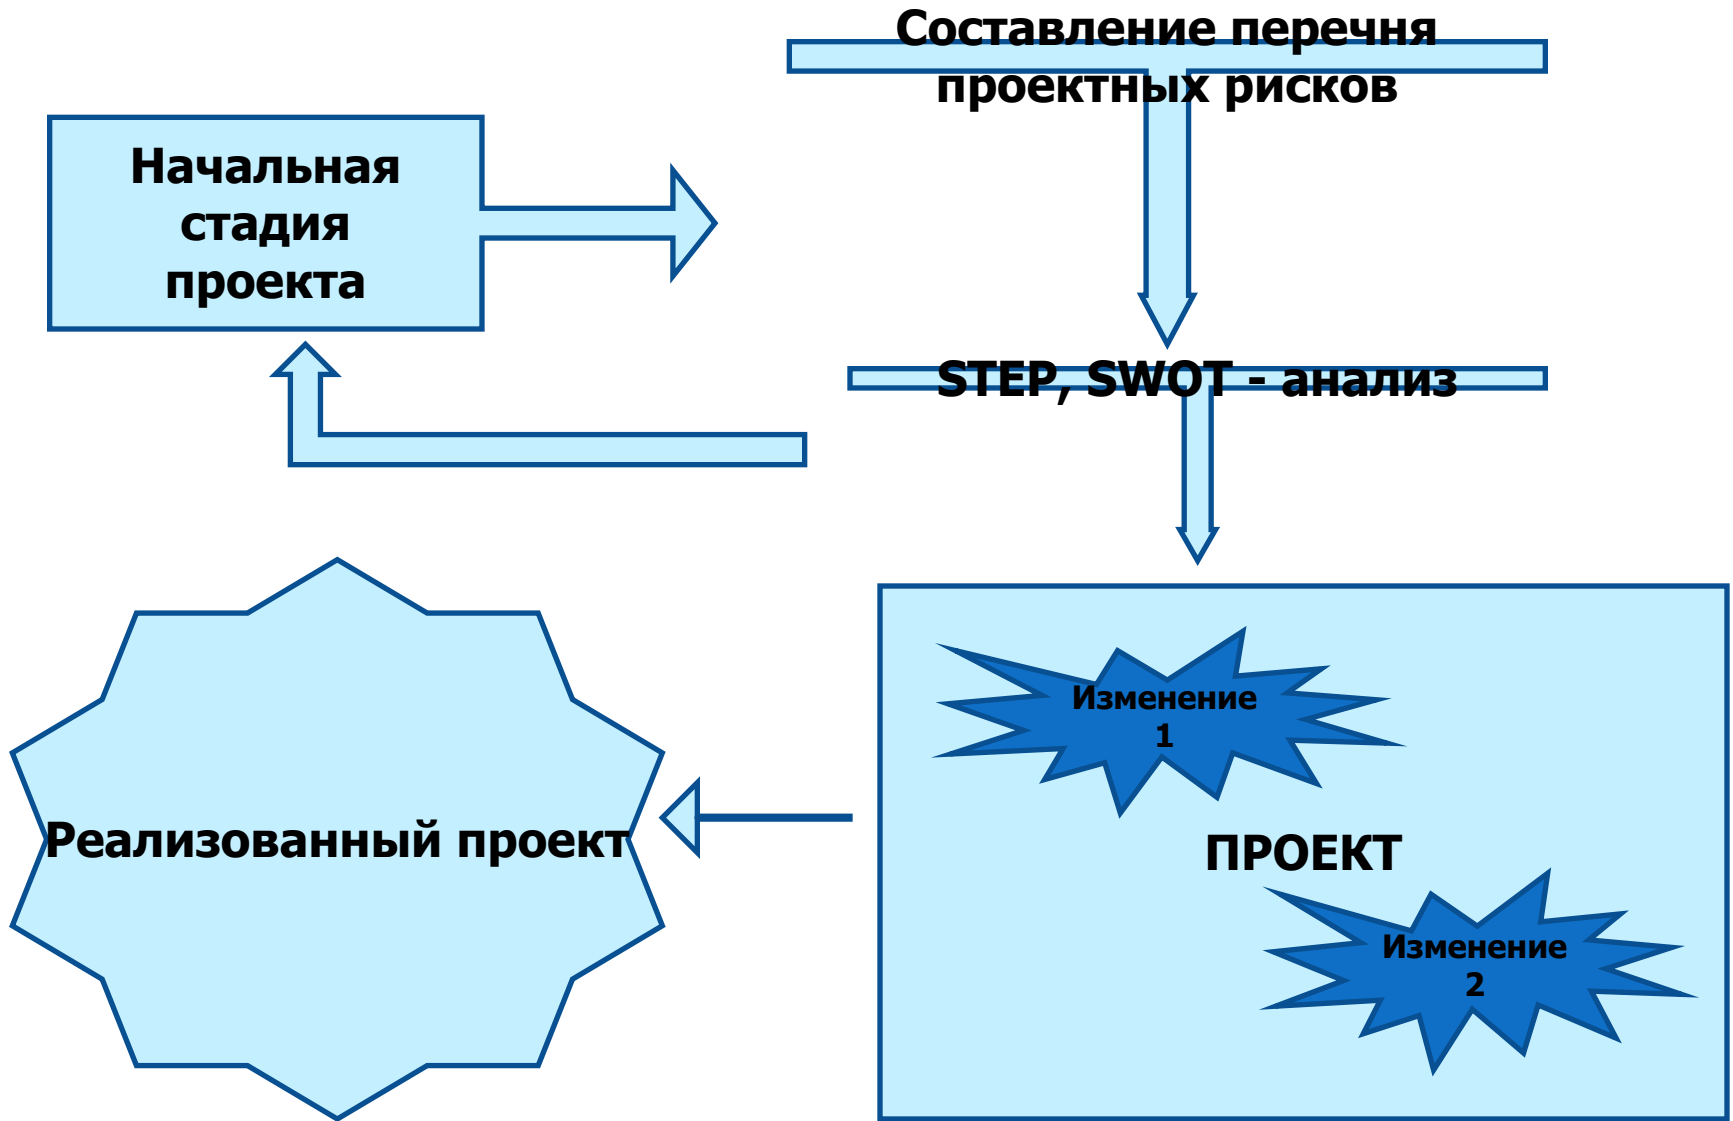 Составление перечня
проектных рисков
Начальная
стадия
проекта
STEP, SWOT - анализ
Изменение
1
ПРОЕКТ
Изменение
2
Реализованный проект